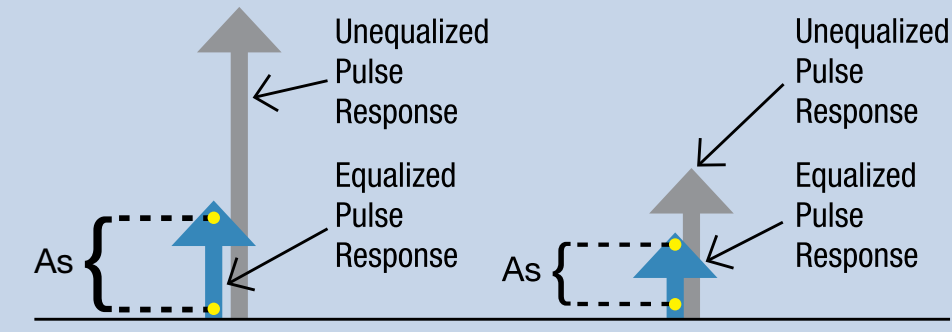 Unequalized
Pulse
Response
Equalized
Pulse
Response
As
Unequalized
Pulse
Response
Equalized
Pulse
Response
As